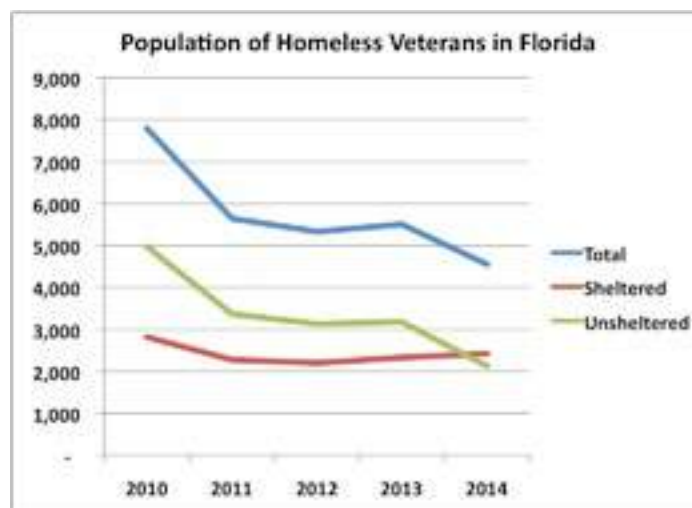 Population of Homeless Veterans in Florida
9,000
8,000
7,000
6,000
5,000
4,000
3,000
2,000
1,000
-
2010 2011 2012 2013 2014
Total
Sheltered
Unsheltered